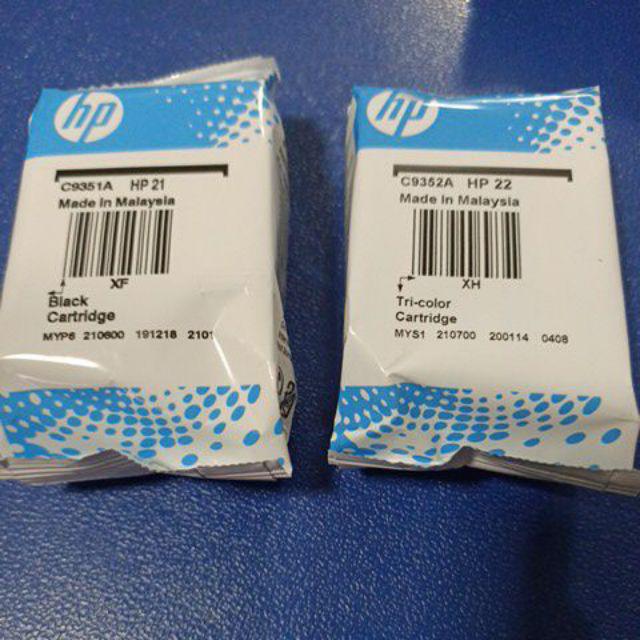 hp
C9351A HP 21
Made In Malaysia
XF
Black
Cartridge
MYP6 210600 191218 2101
hp
C9352A HP 22
Made In Malaysia
XH
Tri-color
Cartridge
MYS1 210700 200114 0408